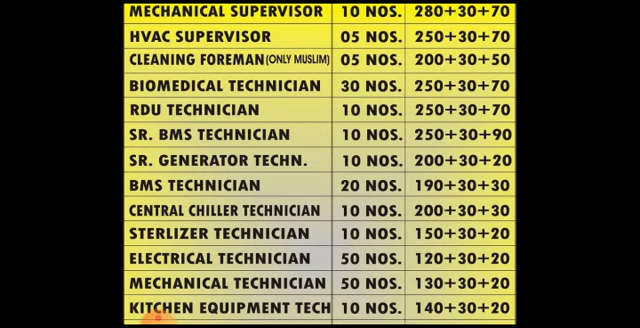 MECHANICAL SUPERVISOR 10 NOS. 280+30+70
HVAC SUPERVISOR 05 NOS. 250+30+70
CLEANING FOREMAN (ONLY MUSLIM) 05 NOS. 200+30+50
BIOMEDICAL TECHNICIAN 30 NOS. 250+30+70
RDU TECHNICIAN 10 NOS. 250+30+70
SR. BMS TECHNICIAN 10 NOS. 250+30+90
SR. GENERATOR TECHN. 10 NOS. 200+30+20
BMS TECHNICIAN 20 NOS. 190+30+30
CENTRAL CHILLER TECHNICIAN 10 NOS. 200+30+30
STERLIZER TECHNICIAN 10 NOS. 150+30+20
ELECTRICAL TECHNICIAN 50 NOS. 120+30+20
MECHANICAL TECHNICIAN 50 NOS. 130+30+20
KITCHEN EQUIPMENT TECH 10 NOS. 140+30+20